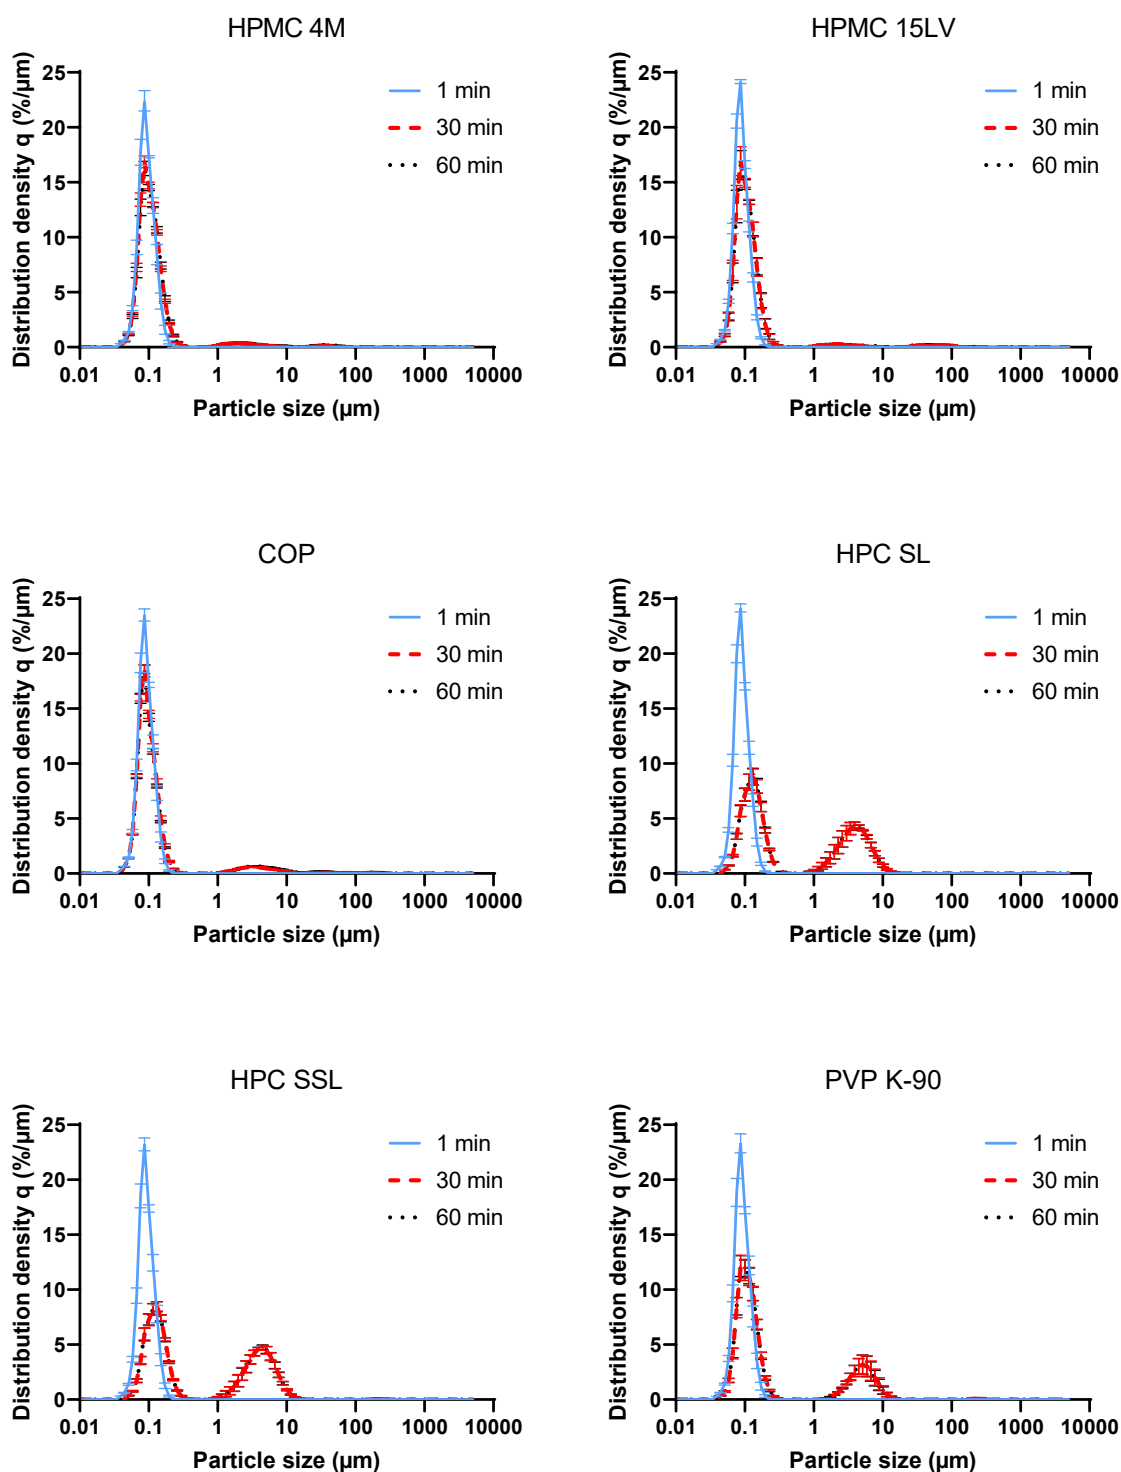 HPMC 4M
Distribution density q (%/µm)
25
20
15
10
5
0
1 min
30 min
60 min
0.01 0.1 1 10 100 1000 10000
Particle size (µm)
HPMC 15LV
Distribution density q (%/µm)
25
20
15
10
5
0
1 min
30 min
60 min
0.01 0.1 1 10 100 1000 10000
Particle size (µm)
COP
Distribution density q (%/µm)
25
20
15
10
5
0
1 min
30 min
60 min
0.01 0.1 1 10 100 1000 10000
Particle size (µm)
HPC SL
Distribution density q (%/µm)
25
20
15
10
5
0
1 min
30 min
60 min
0.01 0.1 1 10 100 1000 10000
Particle size (µm)
HPC SSL
Distribution density q (%/µm)
25
20
15
10
5
0
1 min
30 min
60 min
0.01 0.1 1 10 100 1000 10000
Particle size (µm)
PVP K-90
Distribution density q (%/µm)
25
20
15
10
5
0
1 min
30 min
60 min
0.01 0.1 1 10 100 1000 10000
Particle size (µm)